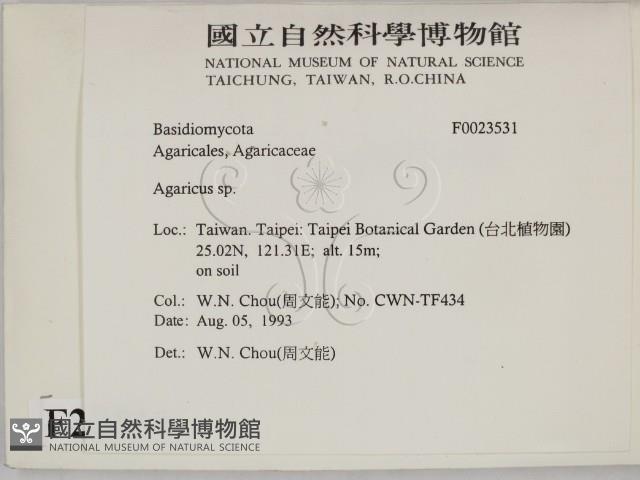 國立自然科學博物館
NATIONAL MUSEUM OF NATURAL SCIENCE
TAICHUNG, TAIWAN, R.O.CHINA
Basidiomycota F0023531
Agaricales, Agaricaceae
Agaricus sp.
Loc.: Taiwan. Taipei: Taipei Botanical Garden (台北植物園)
25.02N, 121.31E; alt. 15m;
on soil
Col.: W.N. Chou(周文能); No. CWN-TF434
Date: Aug. 05, 1993
Det.: W.N. Chou(周文能)
F2
國立自然科學博物館
NATIONAL MUSEUM OF NATURAL SCIENCE